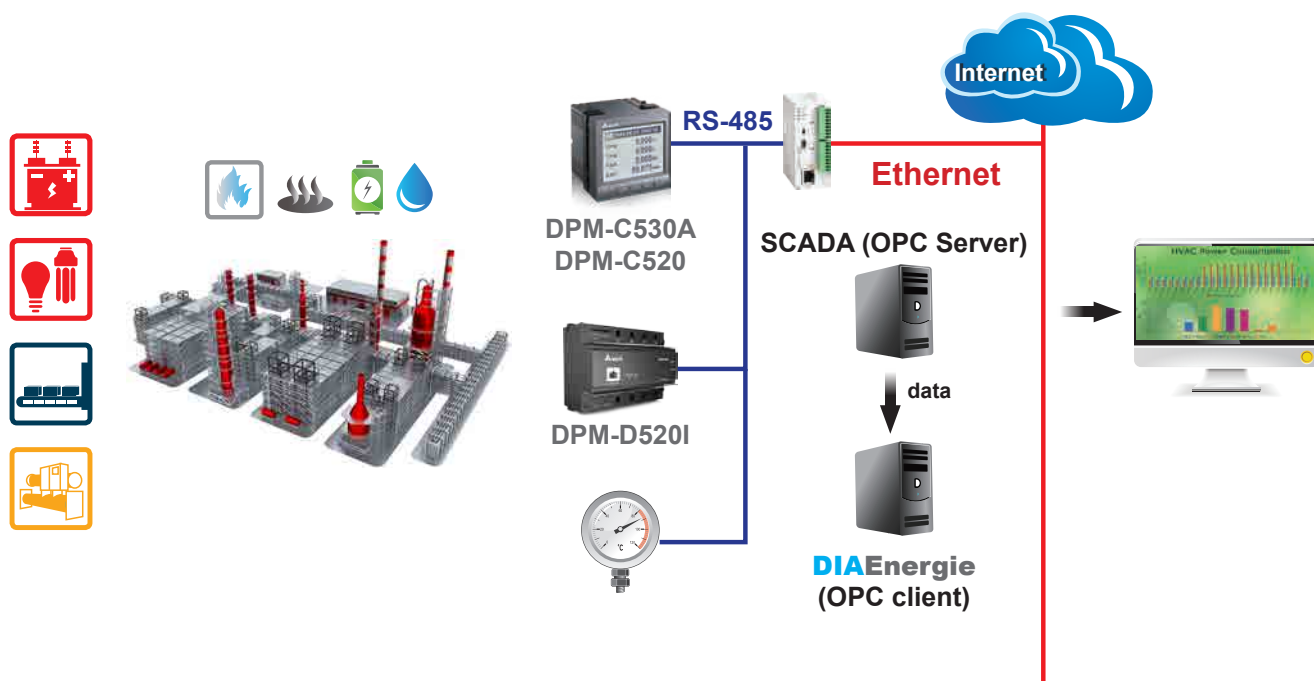 Internet
RS-485
Ethernet
DPM-C530A
DPM-C520
SCADA (OPC Server)
HVAC Power Consumption
data
DPM-D520I
°C
DIAEnergie
(OPC client)